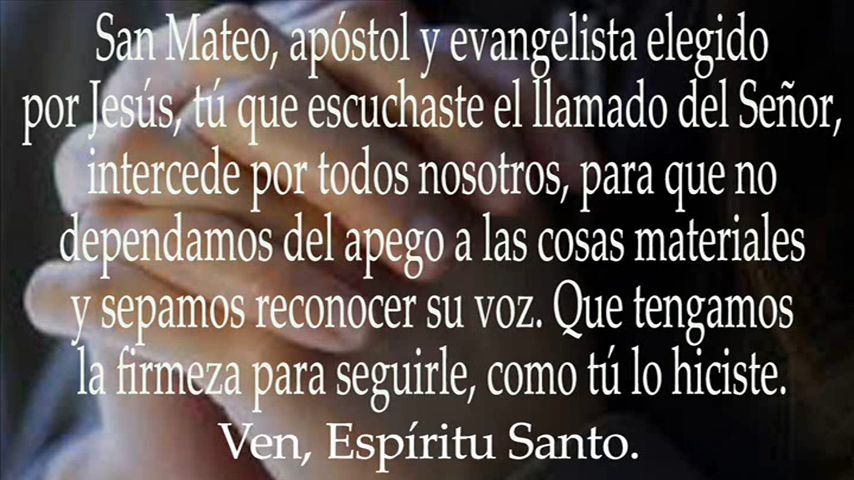 San Mateo, apóstol y evangelista elegido
por Jesús, tú que escuchaste el llamado del Señor,
intercede por todos nosotros, para que no
dependamos del apego a las cosas materiales
y sepamos reconocer su voz. Que tengamos
la firmeza para seguirle, como tú lo hiciste.
Ven, Espíritu Santo.